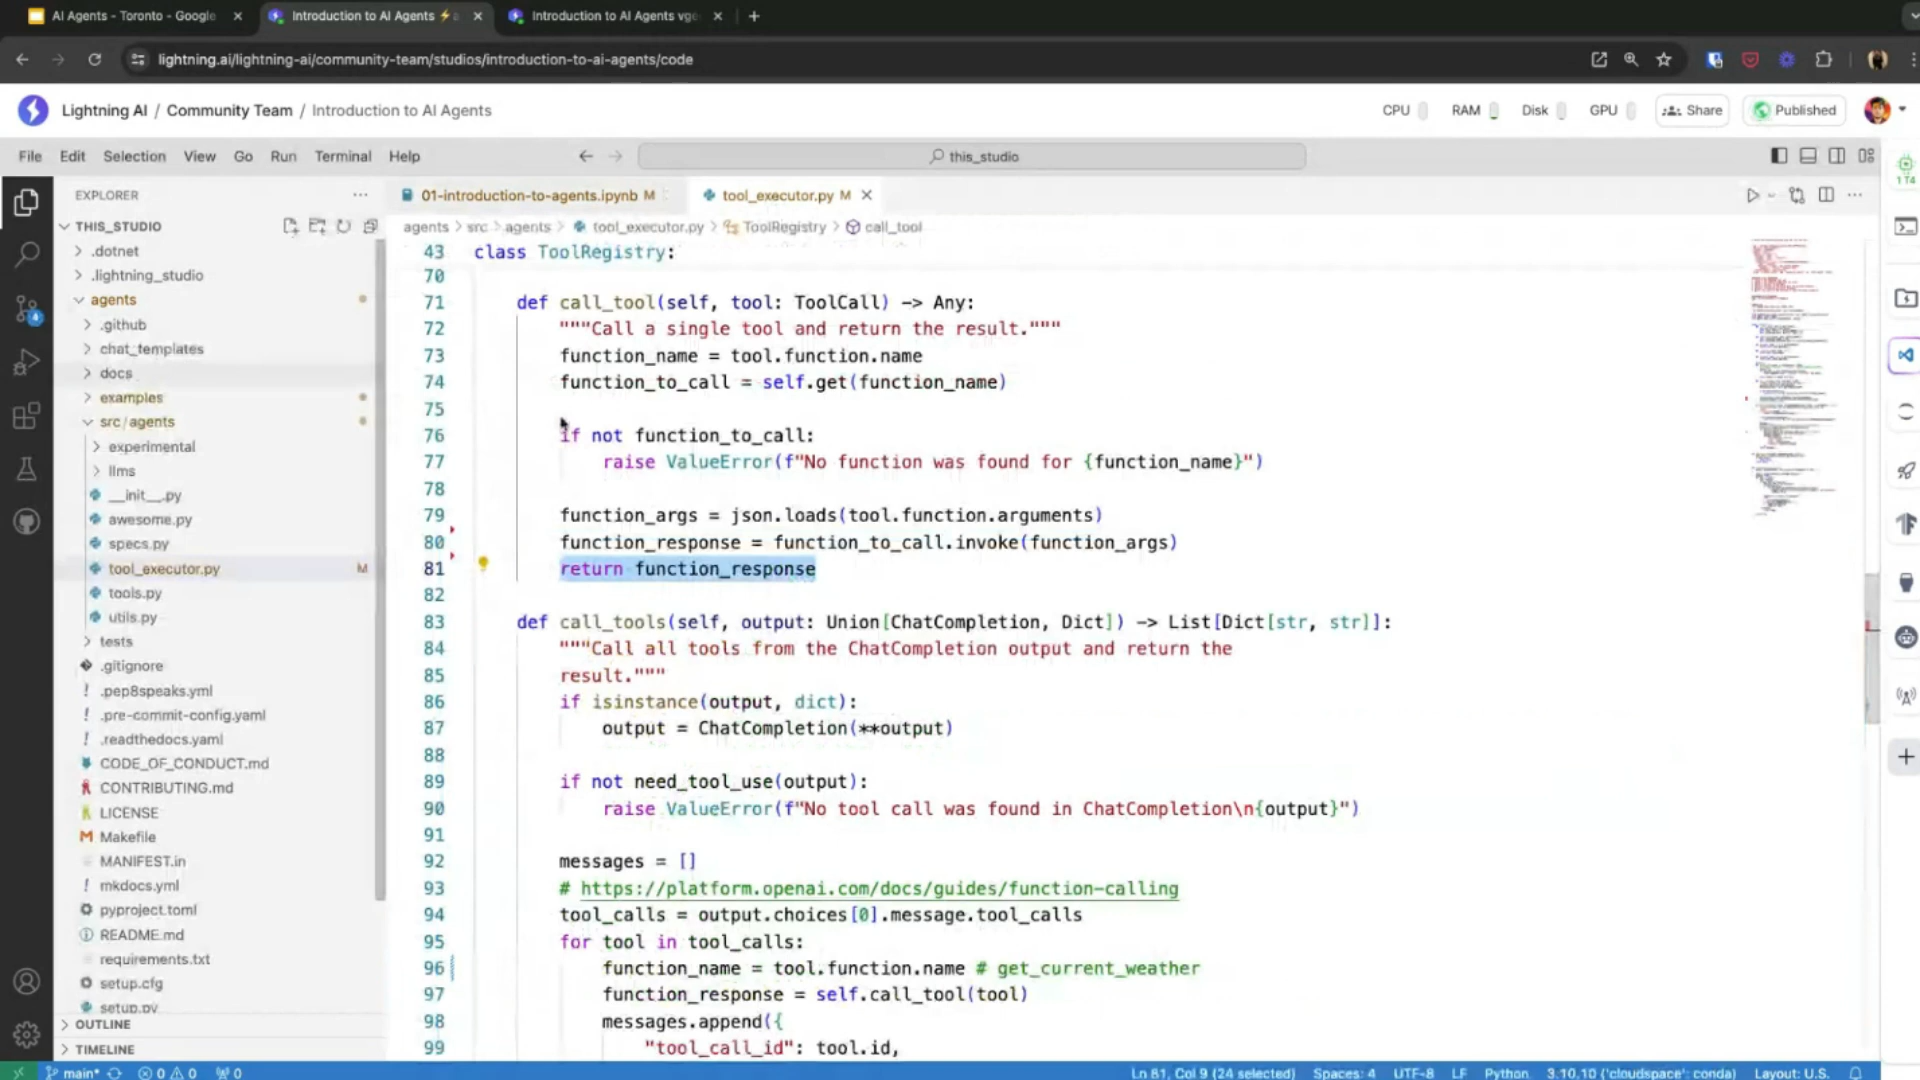 AI Agents - Toronto - Google
Introduction to AI Agents ⚡
Introduction to AI Agents vge
lightning.ai/lightning-ai/community-team/studios/introduction-to-ai-agents/code
Lightning AI / Community Team / Introduction to AI Agents
CPU
RAM
Disk
GPU
Share
Published
File
Edit
Selection
View
Go
Run
Terminal
Help
this_studio
1 T4
EXPLORER
THIS_STUDIO
.dotnet
.lightning_studio
agents
.github
chat_templates
docs
examples
src/agents
experimental
llms
__init__.py
awesome.py
specs.py
tool_executor.py M
tools.py
utils.py
tests
.gitignore
.pep8speaks.yml
.pre-commit-config.yaml
.readthedocs.yaml
CODE_OF_CONDUCT.md
CONTRIBUTING.md
LICENSE
Makefile
MANIFEST.in
mkdocs.yml
pyproject.toml
README.md
requirements.txt
setup.cfg
setup.py
OUTLINE
TIMELINE
01-introduction-to-agents.ipynb M
tool_executor.py M
agents > src > agents > tool_executor.py > ToolRegistry > call_tool
43 class ToolRegistry:
70
71 def call_tool(self, tool: ToolCall) -> Any:
72 """Call a single tool and return the result."""
73 function_name = tool.function.name
74 function_to_call = self.get(function_name)
75
76 if not function_to_call:
77 raise ValueError(f"No function was found for {function_name}")
78
79 function_args = json.loads(tool.function.arguments)
80 function_response = function_to_call.invoke(function_args)
81 return function_response
82
83 def call_tools(self, output: Union[ChatCompletion, Dict]) -> List[Dict[str, str]]:
84 """Call all tools from the ChatCompletion output and return the
85 result."""
86 if isinstance(output, dict):
87 output = ChatCompletion(**output)
88
89 if not need_tool_use(output):
90 raise ValueError(f"No tool call was found in ChatCompletion\n{output}")
91
92 messages = []
93 # https://platform.openai.com/docs/guides/function-calling
94 tool_calls = output.choices[0].message.tool_calls
95 for tool in tool_calls:
96 function_name = tool.function.name # get_current_weather
97 function_response = self.call_tool(tool)
98 messages.append({
99 "tool_call_id": tool.id,
main* 0 0 0
Ln 81, Col 9 (24 selected)
Spaces: 4
UTF-8
LF
Python
3.10.10 ('cloudspace': conda)
Layout: U.S.